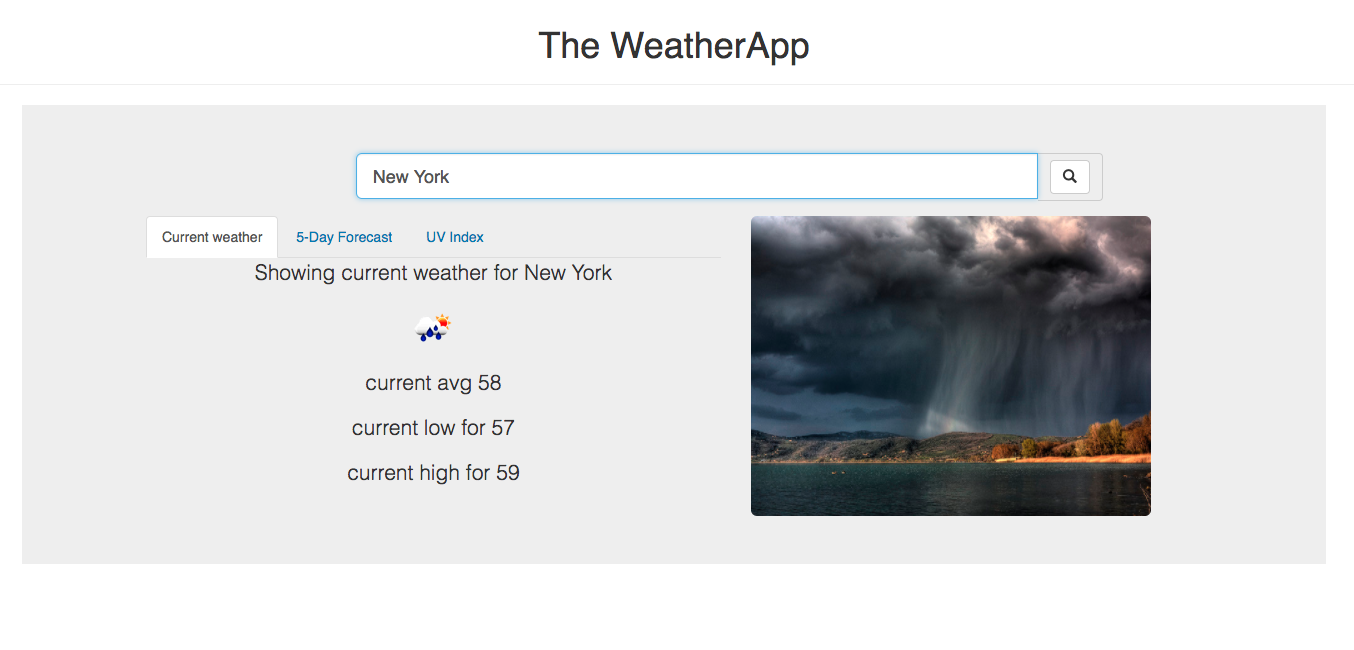 The WeatherApp
New York
Current weather 5-Day Forecast UV Index
Showing current weather for New York
current avg 58
current low for 57
current high for 59